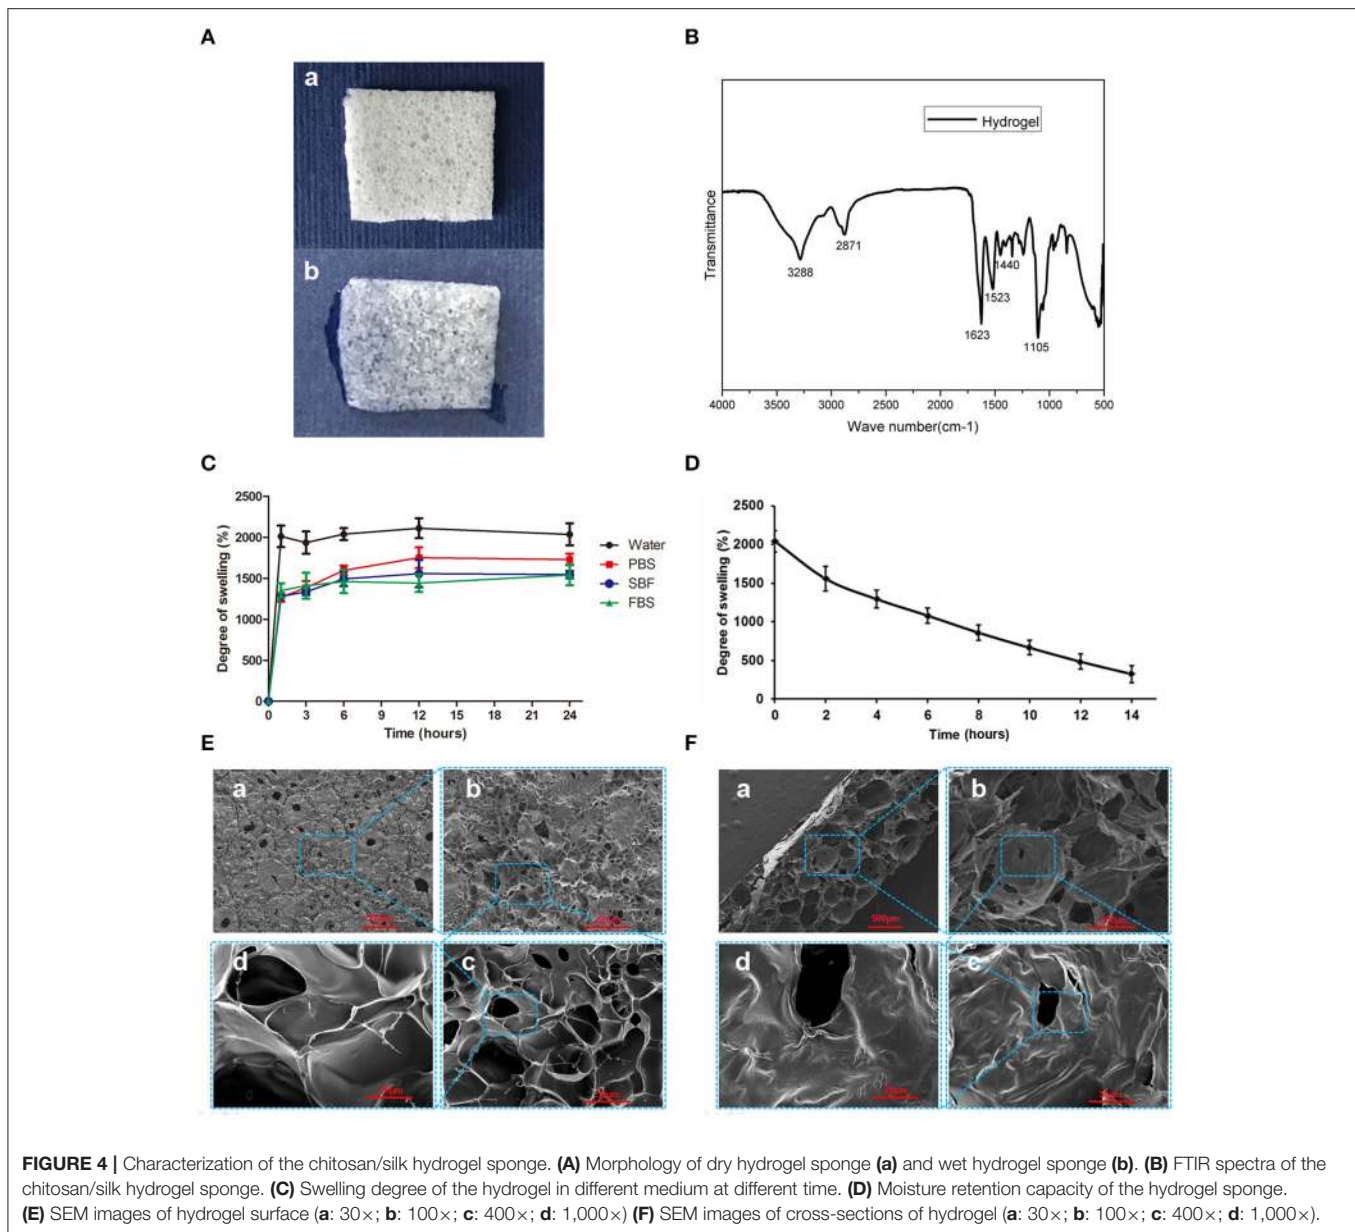 A
B
a
b
Hydrogel
Transmittance
3288
2871
1623
1523
1440
1105
4000 3500 3000 2500 2000 1500 1000 500
Wave number(cm-1)
C
D
2500
2000
1500
1000
500
0
Degree of swelling (%)
0 3 6 9 12 15 18 21 24
Time (hours)
Water
PBS
SBF
FBS
2500
2000
1500
1000
500
0
Degree of swelling (%)
0 2 4 6 8 10 12 14
Time (hours)
E
F
a
b
d
c
a
500μm
b
d
c
FIGURE 4 | Characterization of the chitosan/silk hydrogel sponge. (A) Morphology of dry hydrogel sponge (a) and wet hydrogel sponge (b). (B) FTIR spectra of the
chitosan/silk hydrogel sponge. (C) Swelling degree of the hydrogel in different medium at different time. (D) Moisture retention capacity of the hydrogel sponge.
(E) SEM images of hydrogel surface (a: 30×; b: 100×; c: 400×; d: 1,000×) (F) SEM images of cross-sections of hydrogel (a: 30×; b: 100×; c: 400×; d: 1,000×).